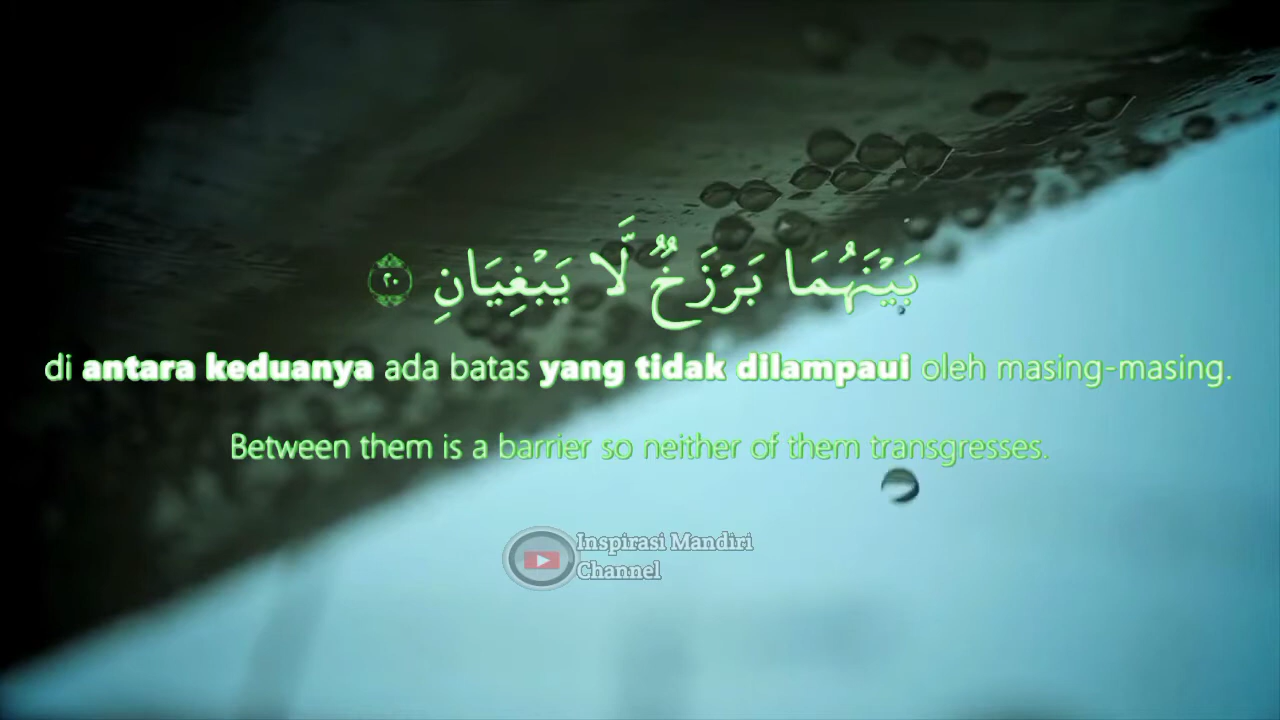 بَيْنَهُمَا بَرْزَخٌ لَّا يَبْغِيَانِ ٢٠
di antara keduanya ada batas yang tidak dilampaui oleh masing-masing.
Between them is a barrier so neither of them transgresses.
Inspirasi Mandiri
Channel